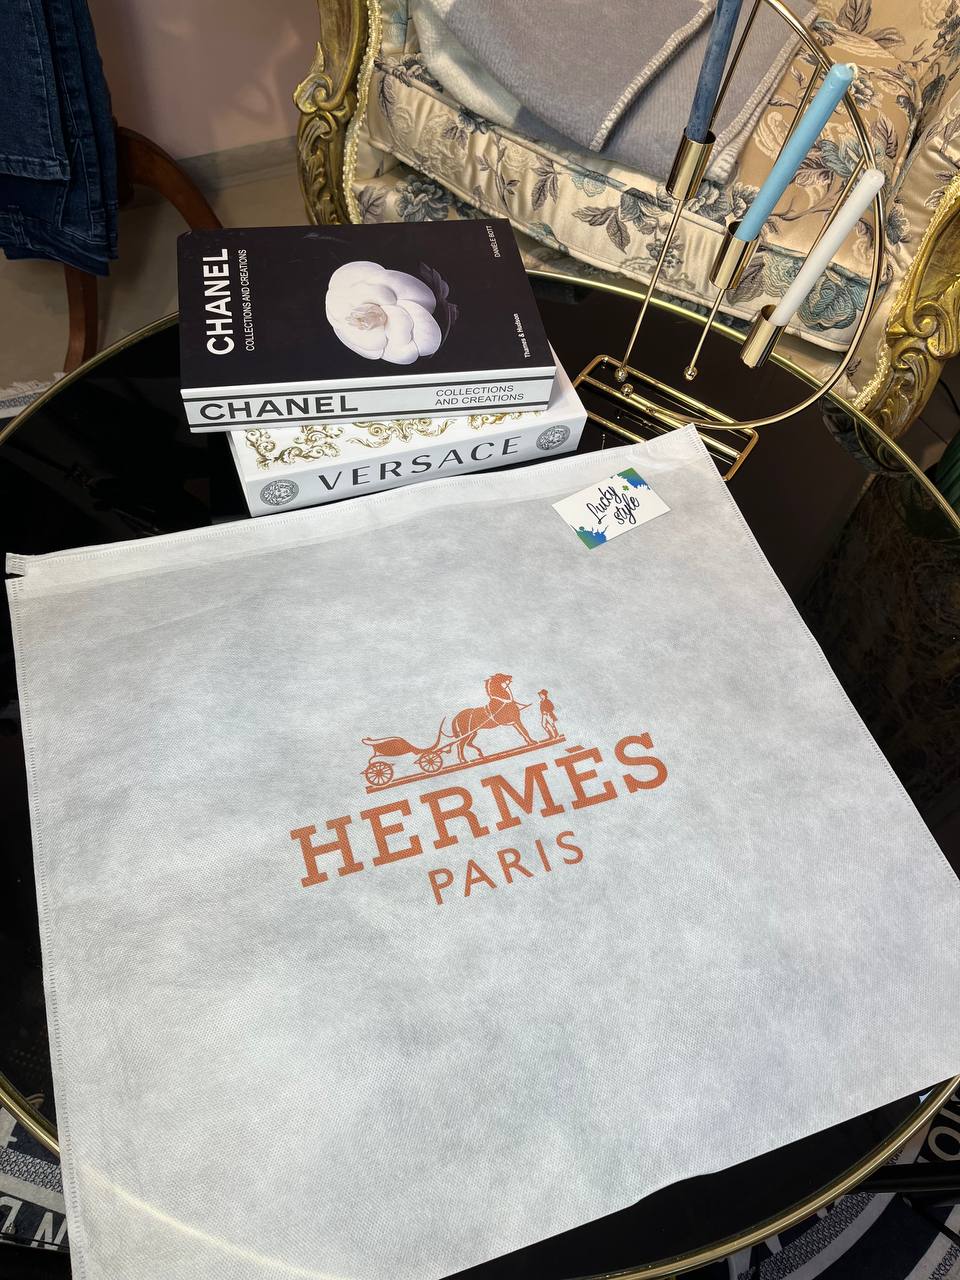 CHANEL
COLLECTIONS AND CREATIONS
DANIÈLE BOTT
Thames & Hudson
CHANEL
COLLECTIONS
AND CREATIONS
VERSACE
Lucky
style
HERMÈS
PARIS